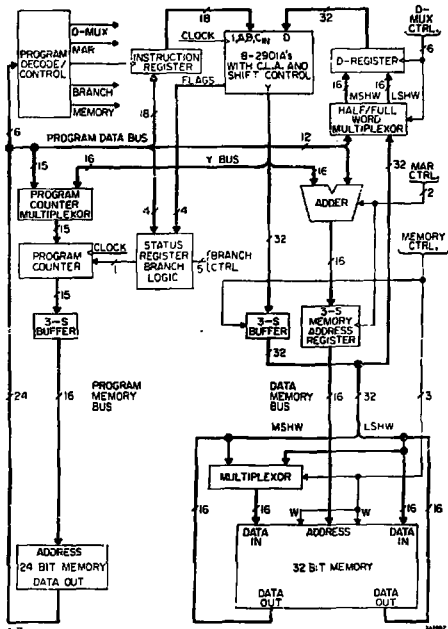 18
32
D-MUX
CTRL.
6
PROGRAM
DECODE/
CONTROL
D-MUX
MAR
BRANCH
MEMORY
CLOCK
INSTRUCTION
REGISTER
FLAGS
I,A,B,CIN D
8-2901A's
WITH C.L.A. AND
SHIFT CONTROL
Y
D-REGISTER
16
16
MSHW
LSHW
HALF/FULL
WORD
MULTIPLEXOR
18
6
PROGRAM DATA BUS
12
15
16
Y BUS
16
32
MAR
CTRL.
2
PROGRAM
COUNTER
MULTIPLEXOR
4
4
ADDER
15
PROGRAM
COUNTER
CLOCK
1
STATUS
REGISTER
BRANCH
LOGIC
5
BRANCH
CTRL
32
16
MEMORY
CTRL.
15
3-S
BUFFER
3-S
BUFFER
3-S
MEMORY
ADDRESS
REGISTER
32
24
16
PROGRAM
MEMORY
BUS
DATA
MEMORY
BUS
16
32
3
MSHW
LSHW
MULTIPLEXOR
16
16
W
W
16
16
DATA
IN
ADDRESS
DATA
IN
32 BIT MEMORY
DATA
OUT
DATA
OUT
ADDRESS
24 BIT MEMORY
DATA OUT